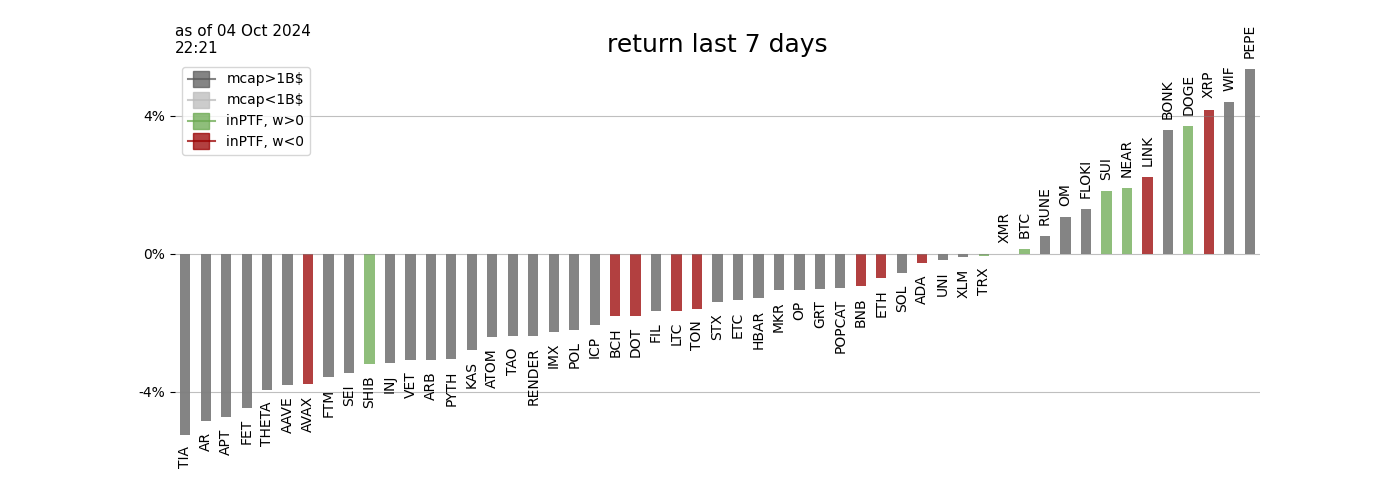 as of 04 Oct 2024
22:21
return last 7 days
mcap>1B$
mcap<1B$
inPTF, w>0
inPTF, w<0
4%
0%
-4%
TIA
AR
APT
FET
THETA
AAVE
AVAX
FTM
SEI
SHIB
INJ
VET
ARB
PYTH
KAS
ATOM
TAO
RENDER
IMX
POL
ICP
BCH
DOT
FIL
LTC
TON
STX
ETC
HBAR
MKR
OP
GRT
POPCAT
BNB
ETH
SOL
ADA
UNI
XLM
TRX
XMR
BTC
RUNE
OM
FLOKI
SUI
NEAR
LINK
BONK
DOGE
XRP
WIF
PEPE